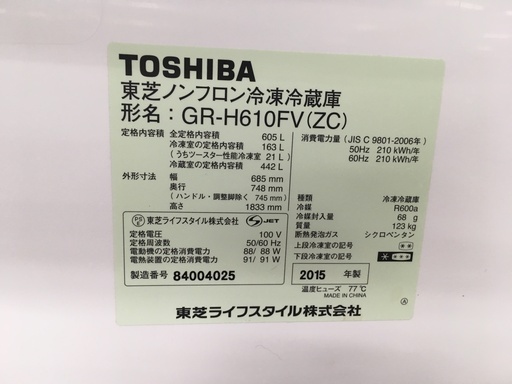 TOSHIBA
東芝ノンフロン冷凍冷蔵庫
形名：GR-H610FV(ZC)
定格内容積 全定格内容積 605 L
冷凍室の定格内容積 163 L
(うちツースター性能冷凍室 21 L)
冷蔵室の定格内容積 442 L
外形寸法 幅 685 mm
奥行 748 mm
(ハンドル・調整脚除く 745 mm)
高さ 1833 mm
消費電力量 (JIS C 9801-2006年)
50Hz 210 kWh/年
60Hz 210 kWh/年
PS E 東芝ライフスタイル株式会社 S-JET
定格電圧 100 V
定格周波数 50/60 Hz
電動機の定格消費電力 88/ 88 W
電熱装置の定格消費電力 91/ 91 W
製造番号 84004025
種類 冷凍冷蔵庫
冷媒 R600a
冷媒封入量 68 g
質量 123 kg
断熱発泡ガス シクロペンタン
上段冷凍室の記号 **
下段冷凍室の記号 ****
2015 年製
温度ヒューズ 77℃
MADE IN CHINA
A
東芝ライフスタイル株式会社